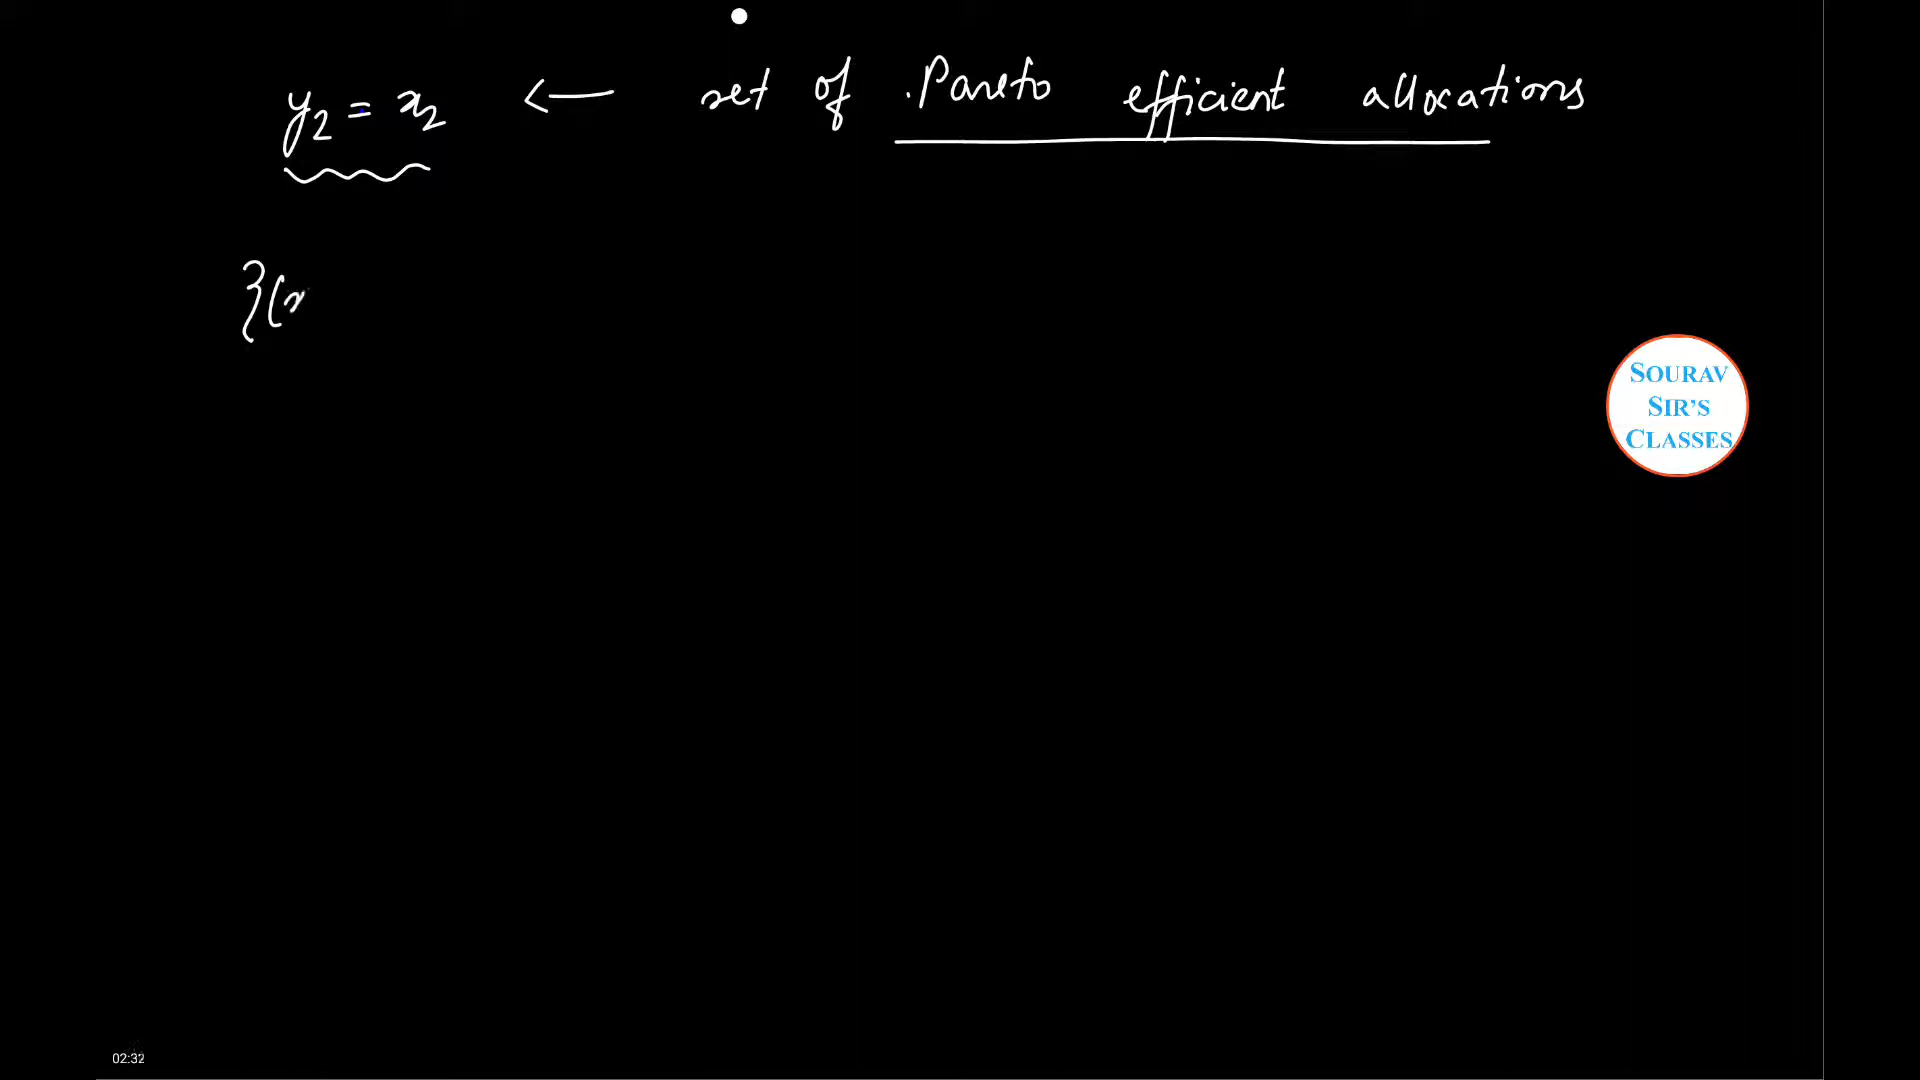 y₂ = x₂ ← set of Pareto efficient allocations
{(x
SOURAV
SIR'S
CLASSES
02:32